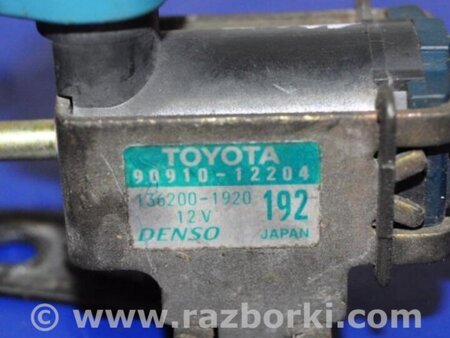 TOYOTA
90910-12204
136200-1920 192
12V
DENSO JAPAN
© www.razborki.com